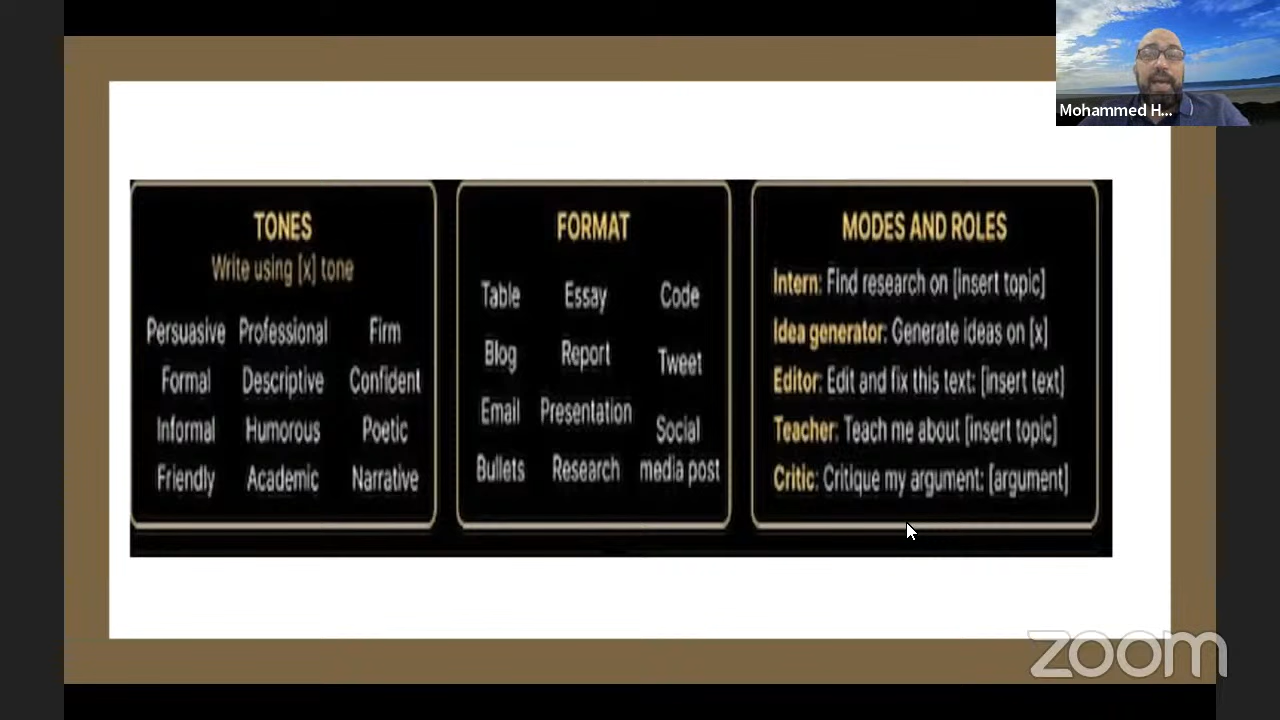 Mohammed H...
TONES
Write using [x] tone
Persuasive Professional Firm
Formal Descriptive Confident
Informal Humorous Poetic
Friendly Academic Narrative
FORMAT
Table Essay Code
Blog Report Tweet
Email Presentation Social
Bullets Research media post
MODES AND ROLES
Intern: Find research on [insert topic]
Idea generator: Generate ideas on [x]
Editor: Edit and fix this text: [insert text]
Teacher: Teach me about [insert topic]
Critic: Critique my argument: [argument]
zoom